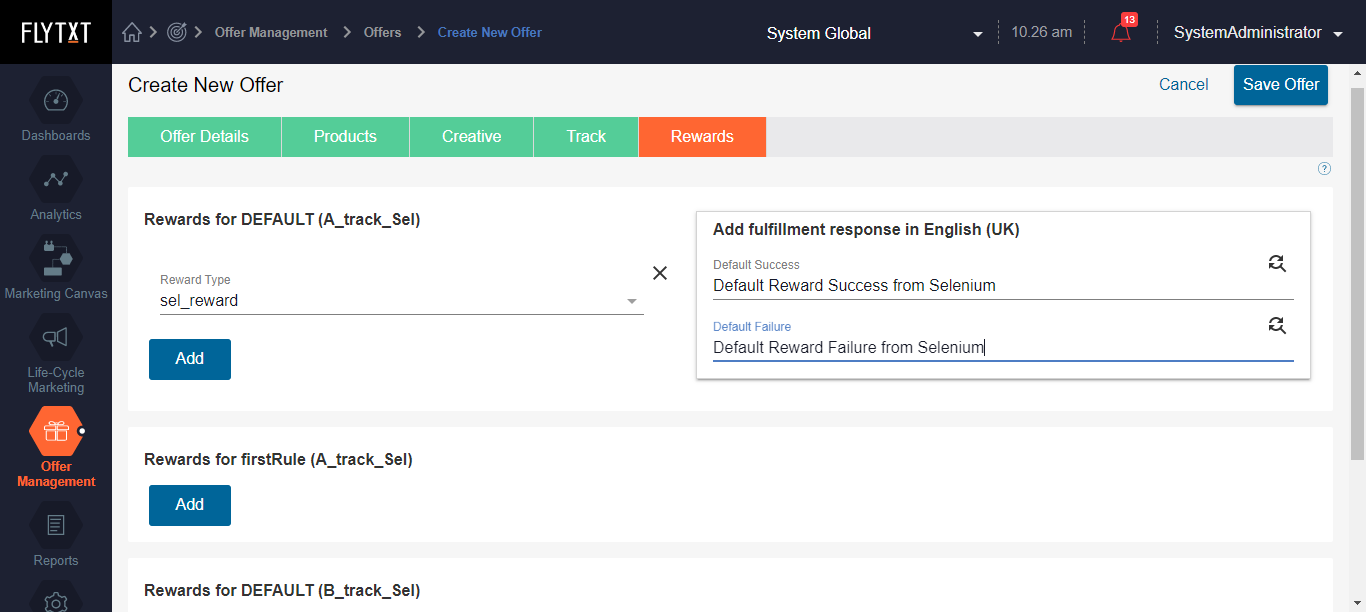 FLYTXT
Offer Management
Offers
Create New Offer
System Global
10.26 am
13
SystemAdministrator
Dashboards
Analytics
Marketing Canvas
Life-Cycle
Marketing
Offer
Management
Reports
Create New Offer
Cancel
Save Offer
Offer Details
Products
Creative
Track
Rewards
?
Rewards for DEFAULT (A_track_Sel)
Reward Type
sel_reward
Add
Add fulfillment response in English (UK)
Default Success
Default Reward Success from Selenium
Default Failure
Default Reward Failure from Selenium
Rewards for firstRule (A_track_Sel)
Add
Rewards for DEFAULT (B_track_Sel)